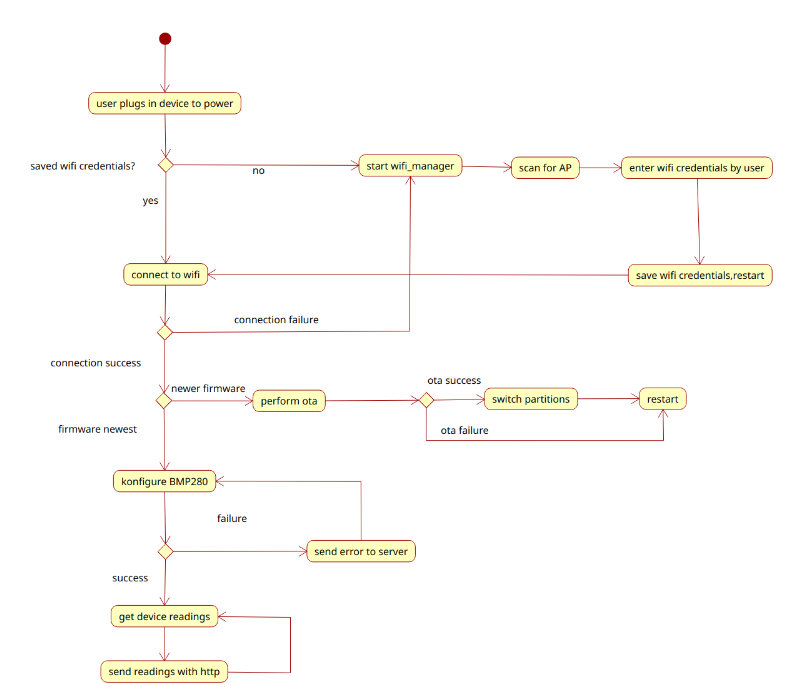 user plugs in device to power
saved wifi credentials?
no
start wifi_manager
scan for AP
enter wifi credentials by user
yes
connect to wifi
save wifi credentials,restart
connection failure
connection success
newer firmware
ota success
perform ota
switch partitions
restart
firmware newest
ota failure
konfigure BMP280
failure
send error to server
success
get device readings
send readings with http